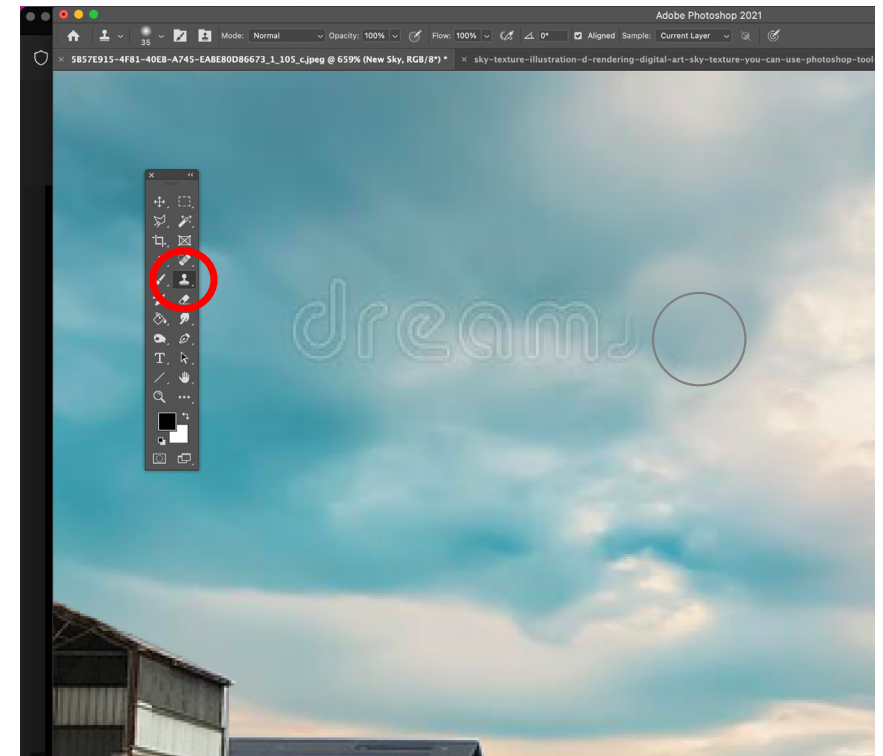 Adobe Photoshop 2021
35
Mode: Normal Opacity: 100% Flow: 100% 0° Aligned Sample: Current Layer
× 5B57E915-4F81-40EB-A745-EABE80D86673_1_105_c.jpeg @ 659% (New Sky, RGB/8*) * × sky-texture-illustration-d-rendering-digital-art-sky-texture-you-can-use-photoshop-tool-
dream
T